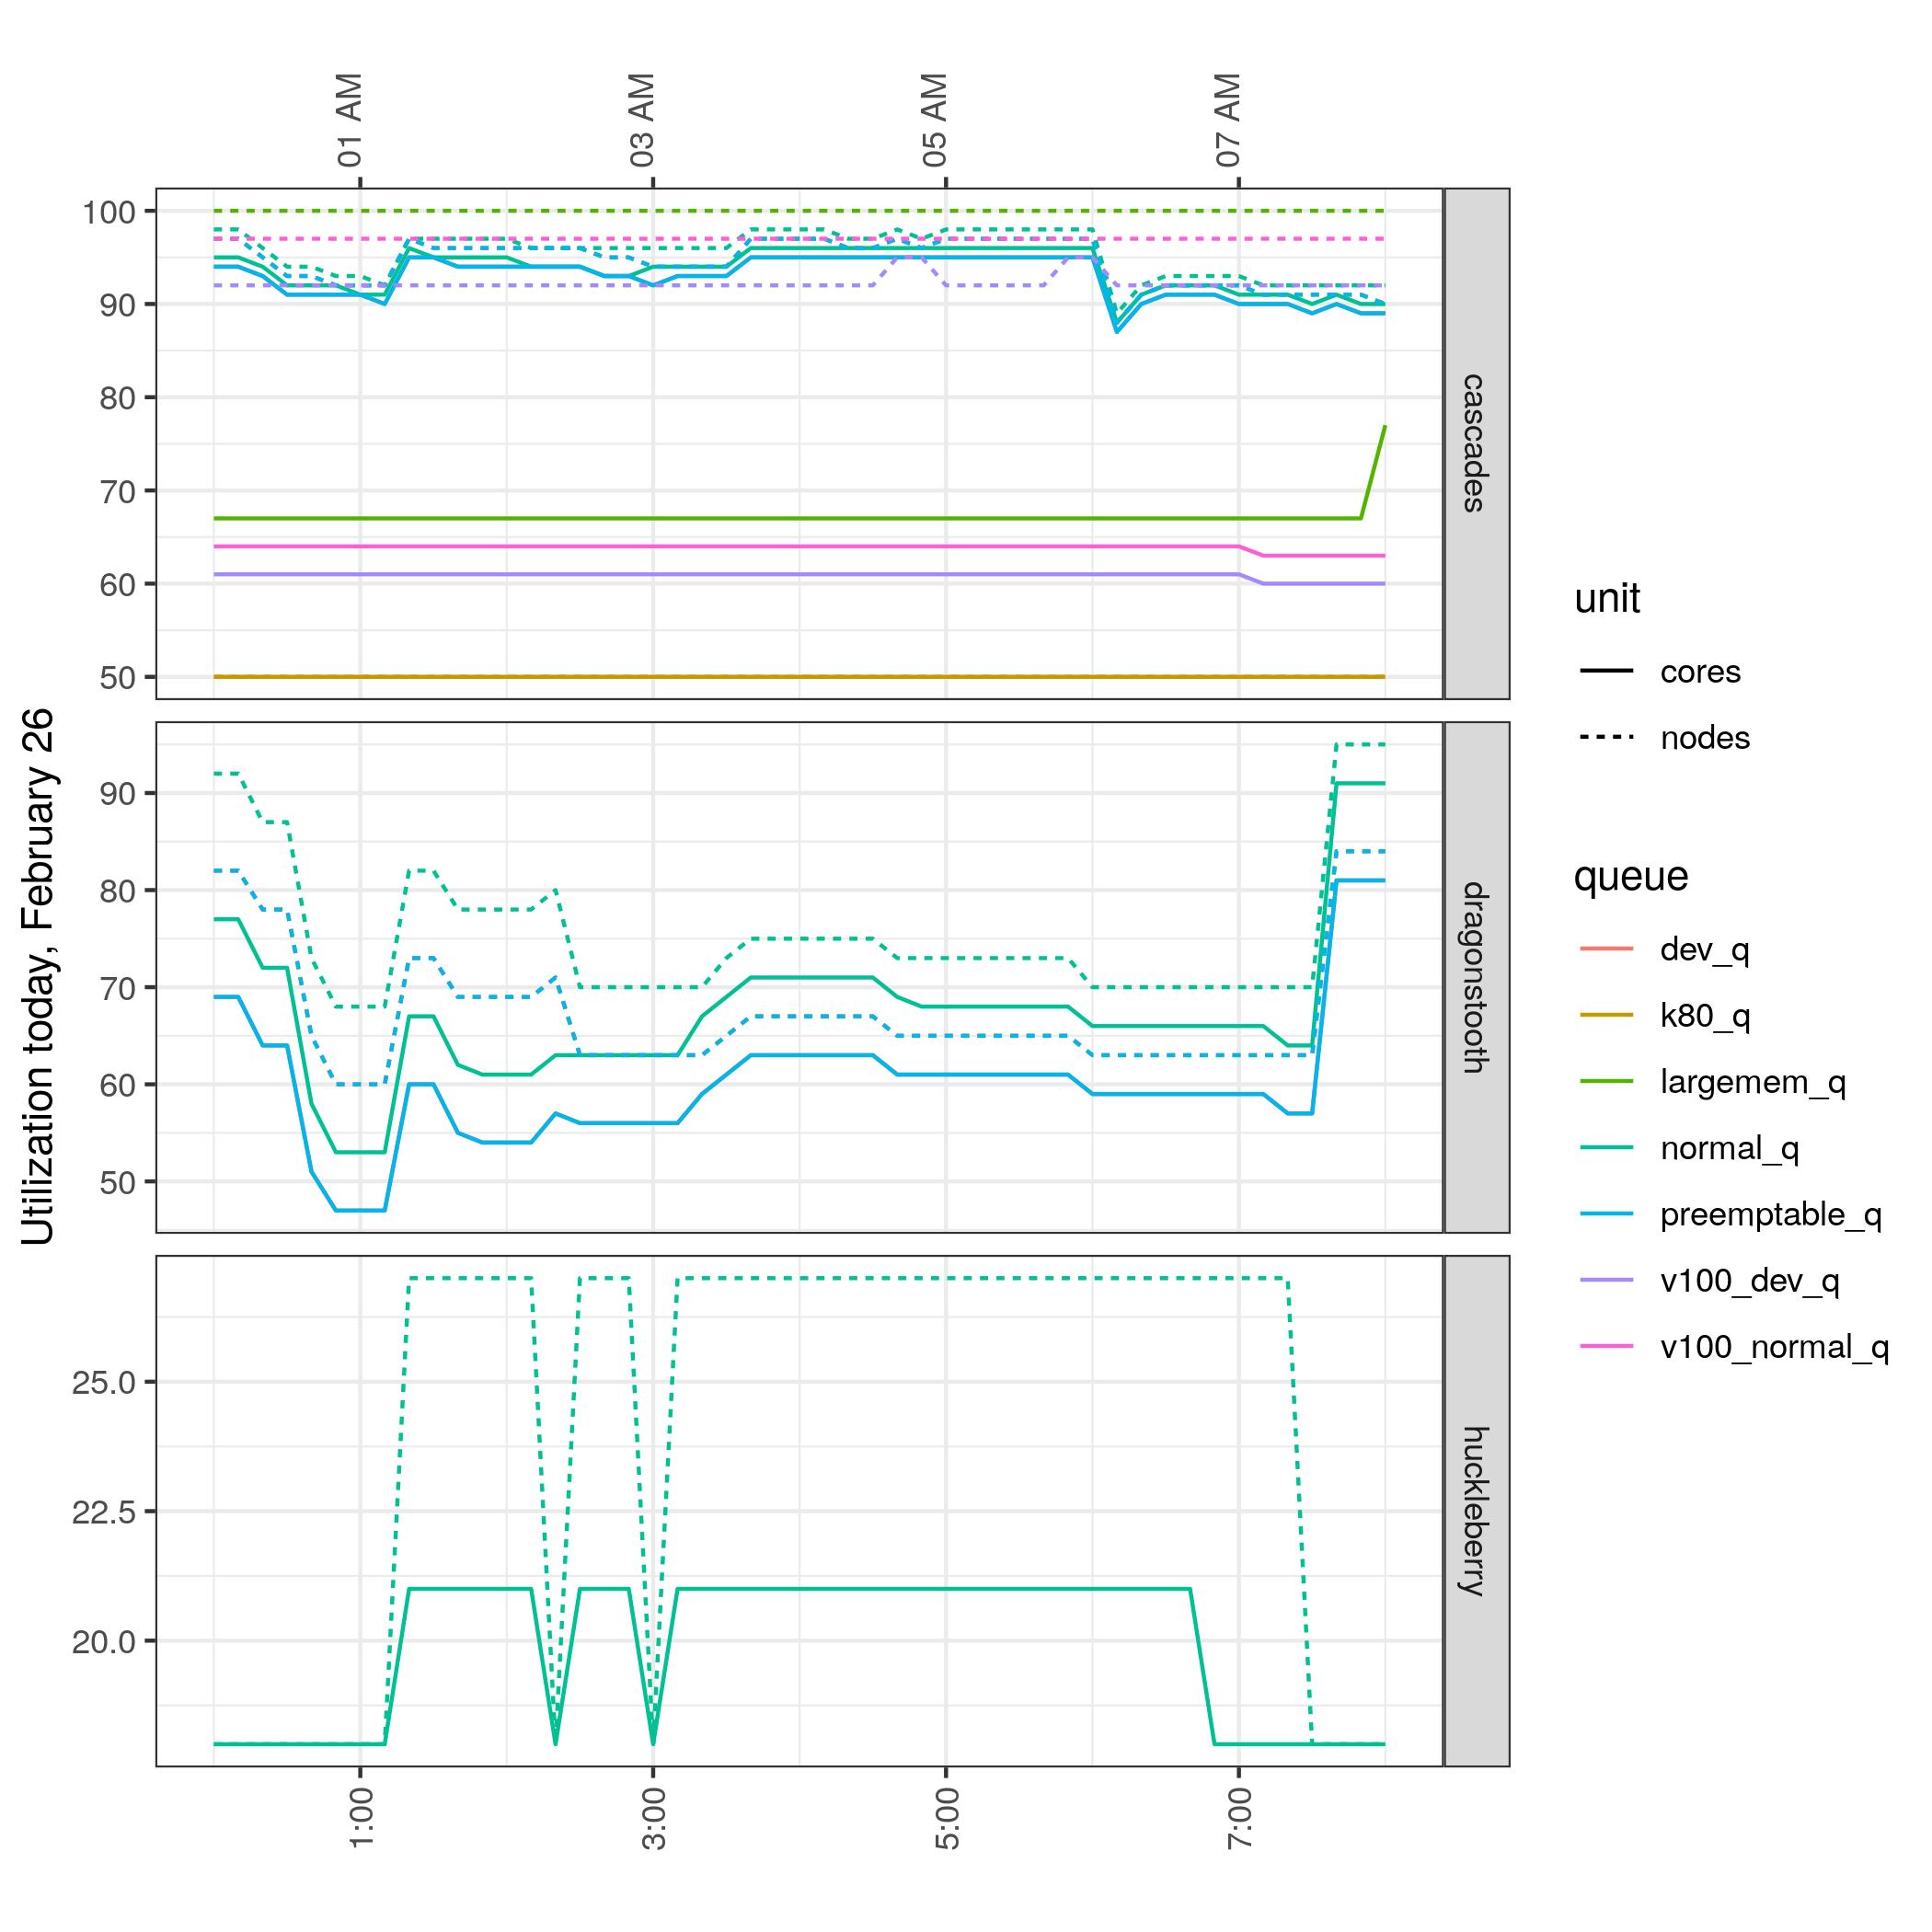 01 AM
03 AM
05 AM
07 AM
100
90
80
70
60
50
cascades
90
80
70
60
50
dragonstooth
25.0
22.5
20.0
huckleberry
1:00
3:00
5:00
7:00
Utilization today, February 26
unit
cores
nodes
queue
dev_q
k80_q
largemem_q
normal_q
preemptable_q
v100_dev_q
v100_normal_q